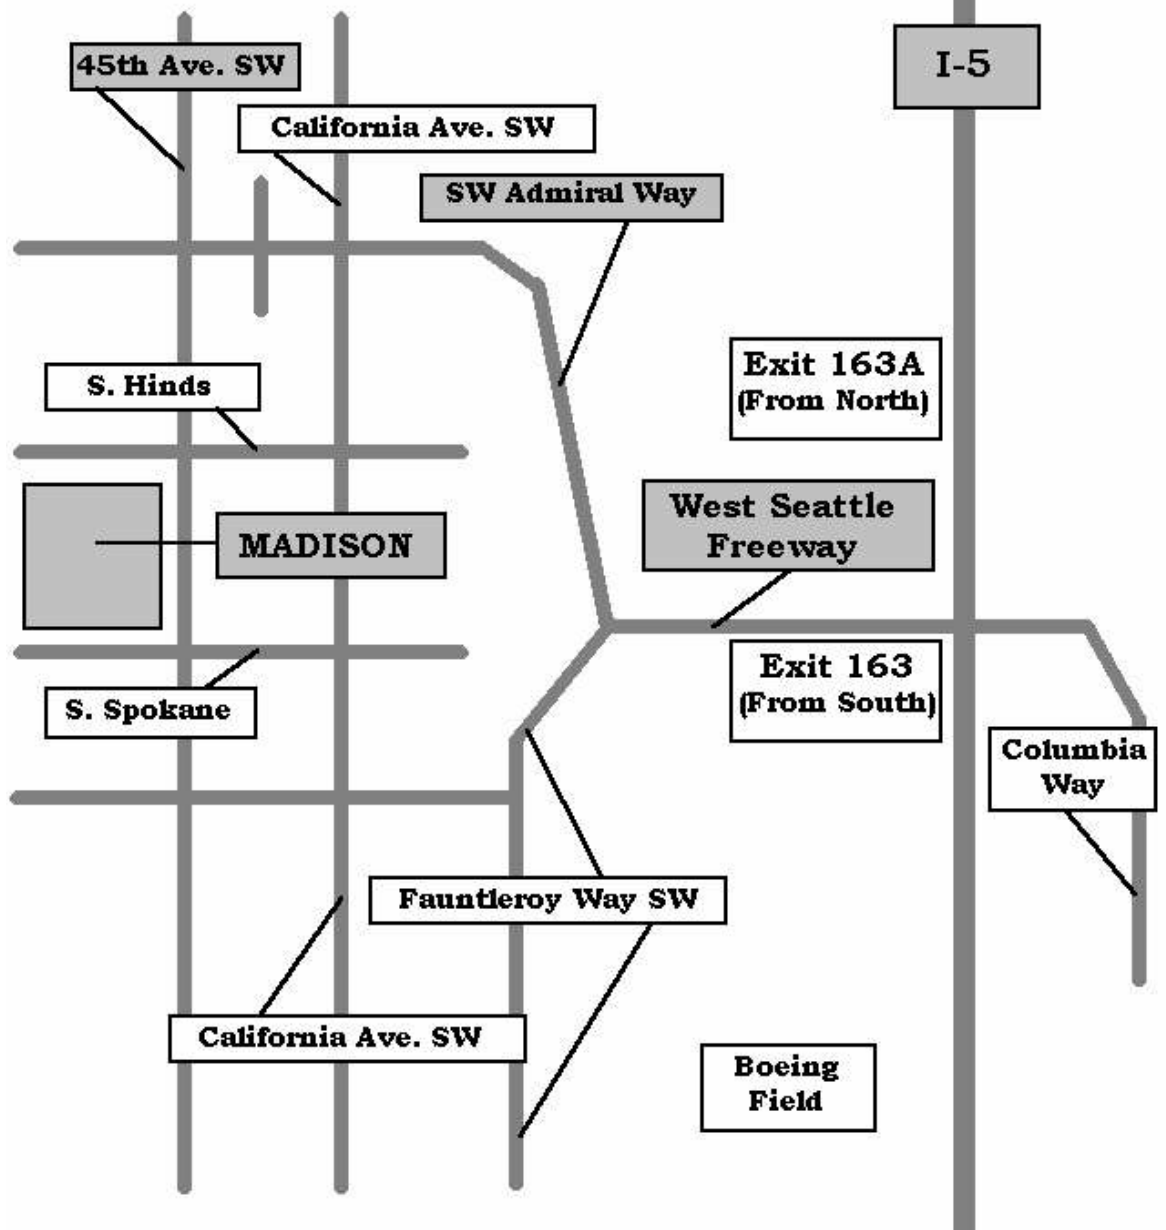 45th Ave. SW
I-5
California Ave. SW
SW Admiral Way
S. Hinds
Exit 163A
(From North)
West Seattle
Freeway
MADISON
Exit 163
(From South)
S. Spokane
Columbia
Way
Fauntleroy Way SW
California Ave. SW
Boeing
Field